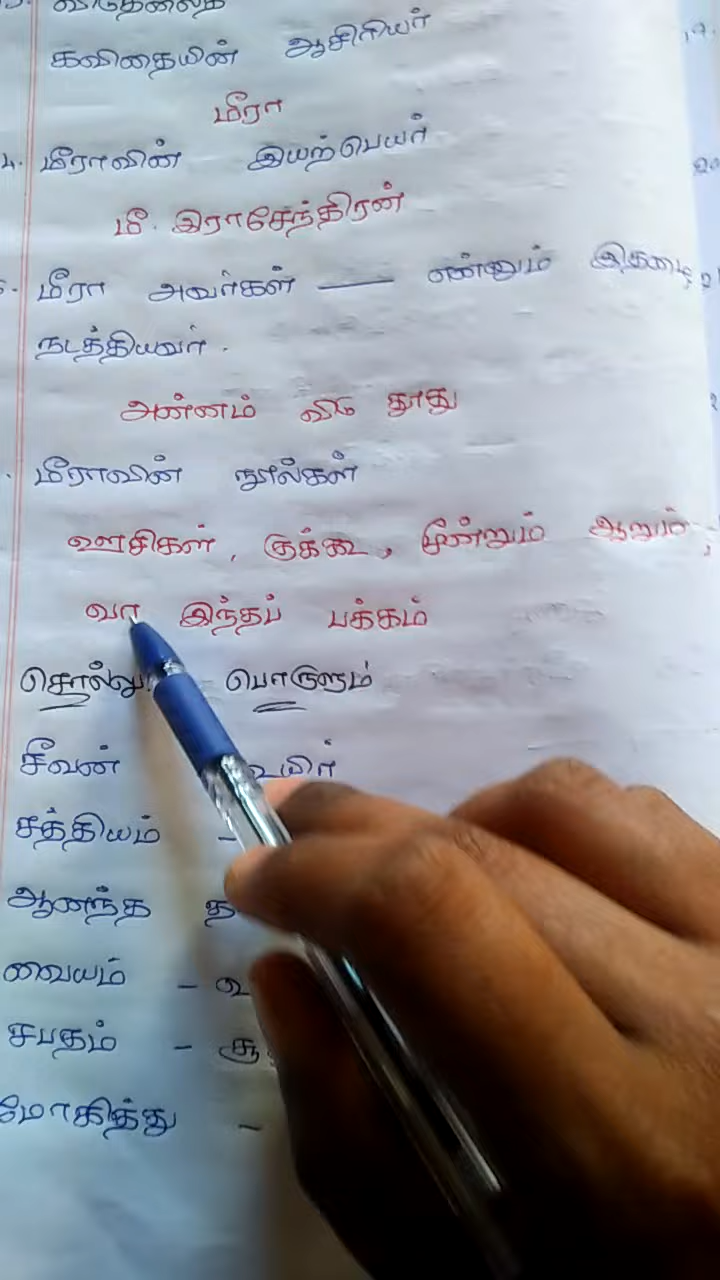 கவிதையின் ஆசிரியர்
மீரா
மீராவின் இயற்பெயர்
மீ. இராசேந்திரன்
மீரா அவர்கள் —— என்னும் இதழை
நடத்தியவர்.
அன்னம் விடு தூது
மீராவின் நூல்கள்
ஊசிகள், குக்கூ, மூன்றும் ஆறும்,
வா இந்தப் பக்கம்
சொல்லும் பொருளும்
சீவன் உயிர்
சத்தியம் -
ஆனந்த த
வையம் - உ
சபதம் - சூ
மோகித்து -